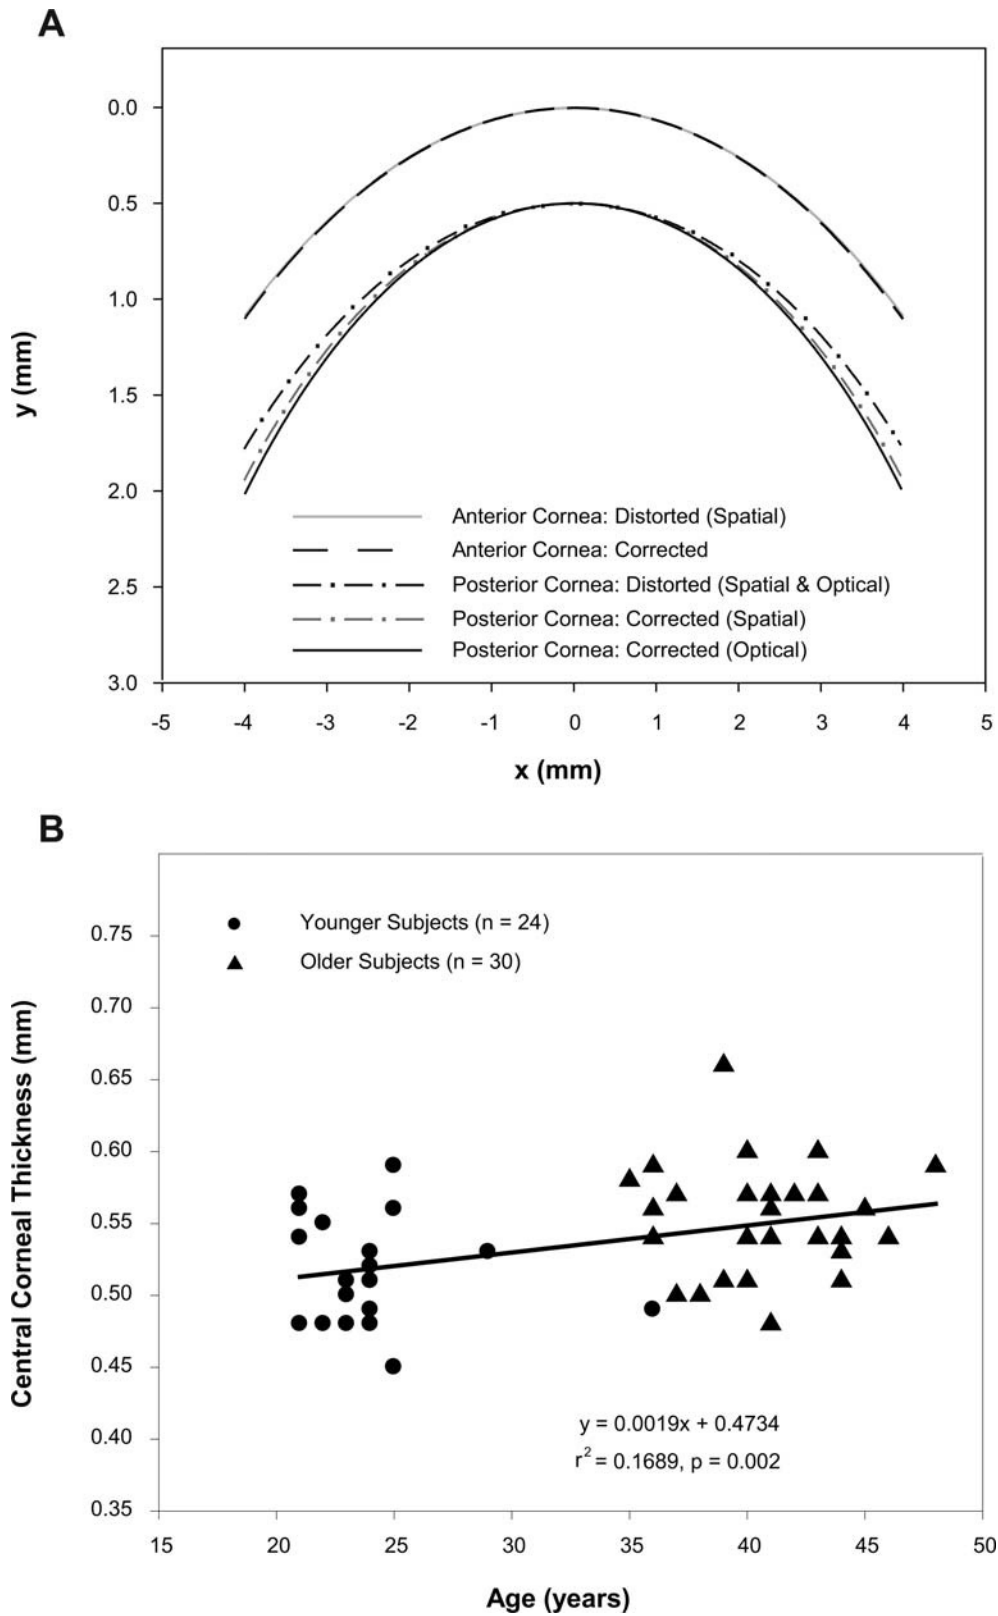 A
0.0
0.5
1.0
1.5
2.0
2.5
3.0
y (mm)
Anterior Cornea: Distorted (Spatial)
Anterior Cornea: Corrected
Posterior Cornea: Distorted (Spatial & Optical)
Posterior Cornea: Corrected (Spatial)
Posterior Cornea: Corrected (Optical)
-5 -4 -3 -2 -1 0 1 2 3 4 5
x (mm)
B
Younger Subjects (n = 24)
Older Subjects (n = 30)
0.75
0.70
0.65
0.60
0.55
0.50
0.45
0.40
0.35
Central Corneal Thickness (mm)
y = 0.0019x + 0.4734
r² = 0.1689, p = 0.002
15 20 25 30 35 40 45 50
Age (years)